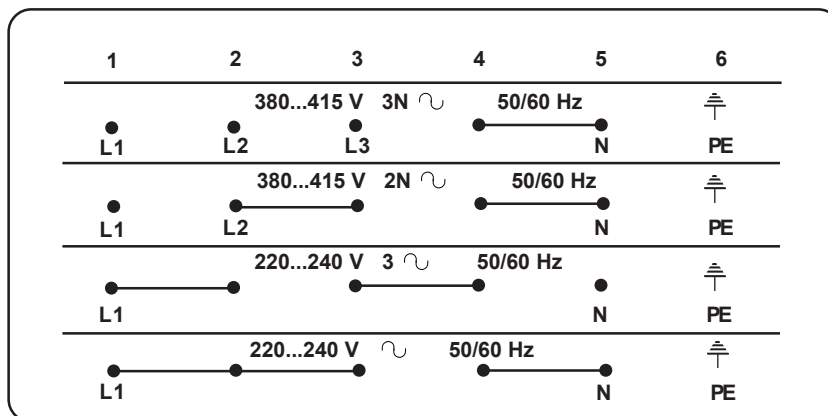 1 2 3 4 5 6
380...415 V 3N 50/60 Hz
L1 L2 L3 N PE
380...415 V 2N 50/60 Hz
L1 L2 N PE
220...240 V 3 50/60 Hz
L1 N PE
220...240 V 50/60 Hz
L1 N PE